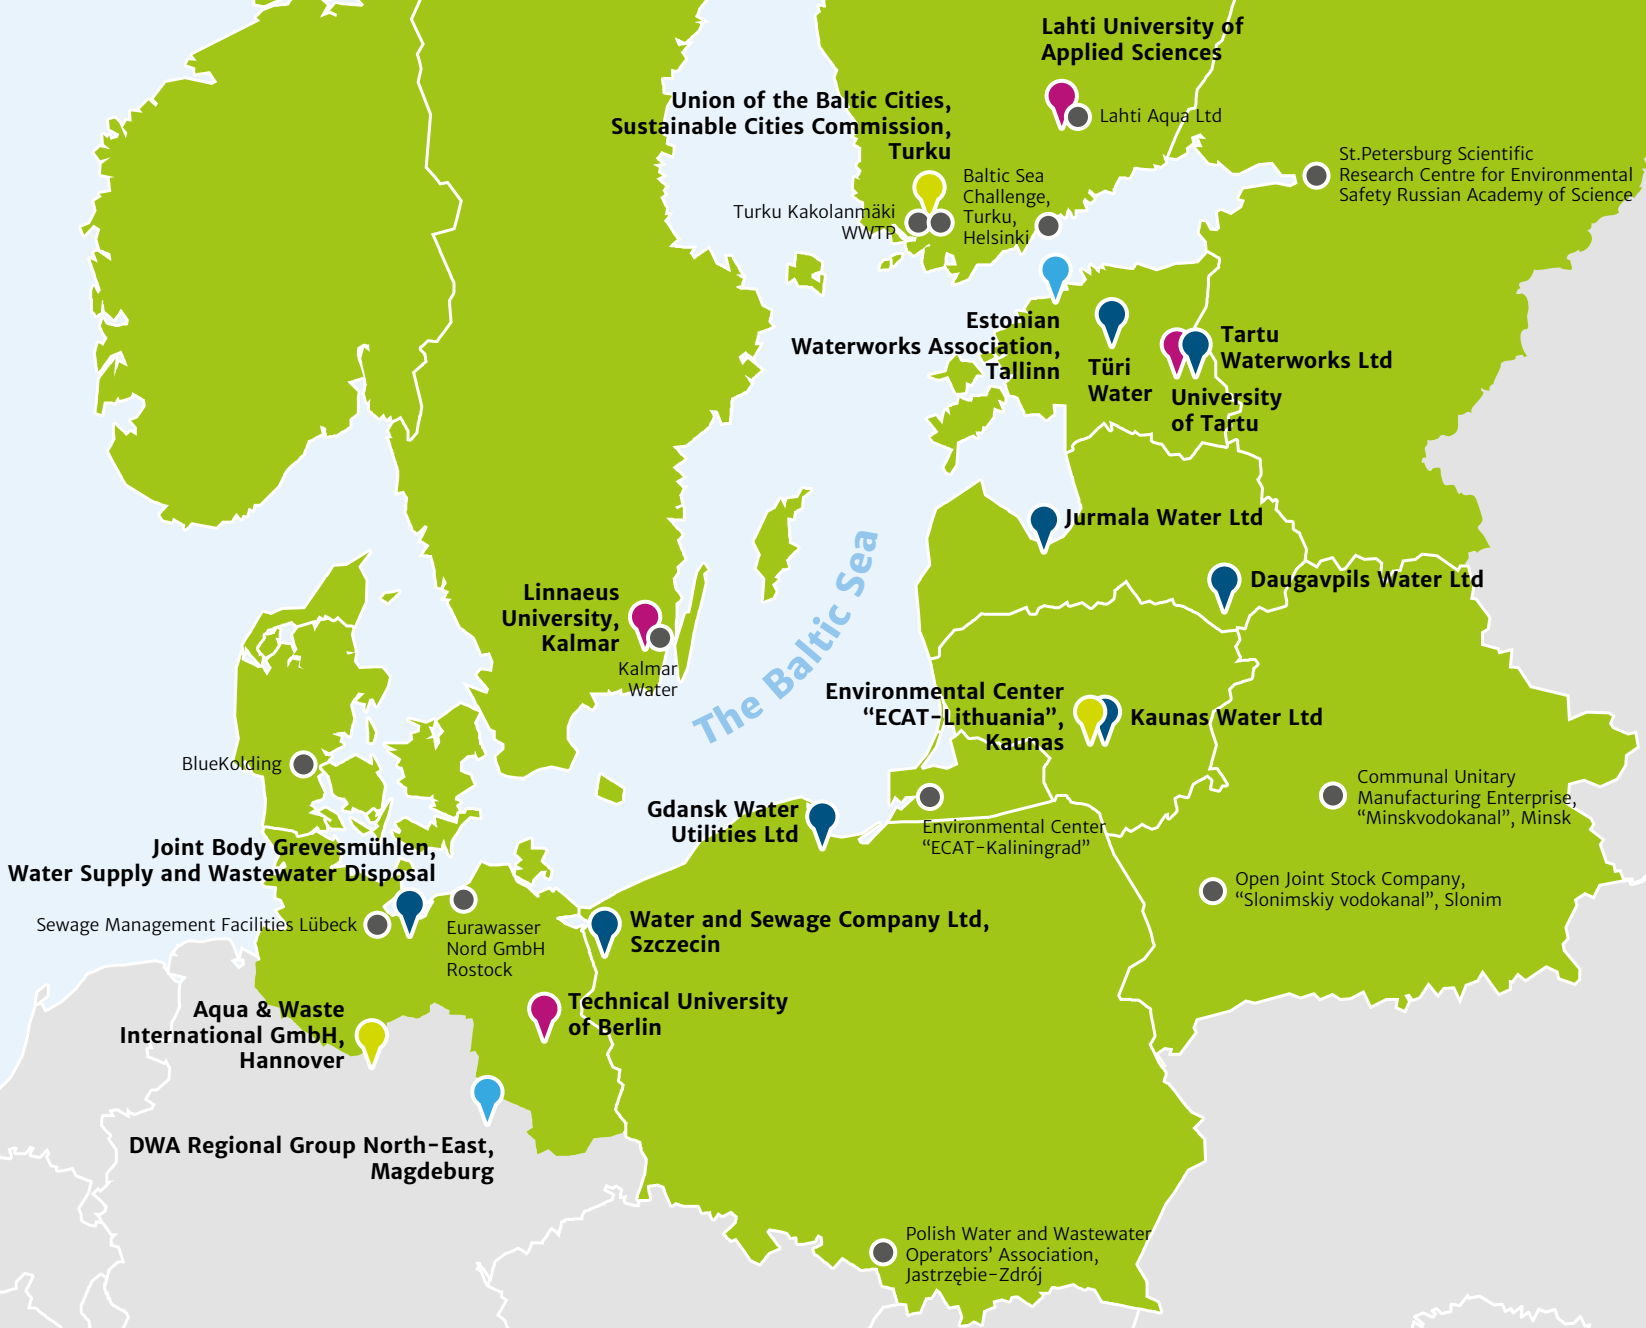 Lahti University of
Applied Sciences
Lahti Aqua Ltd
Union of the Baltic Cities,
Sustainable Cities Commission,
Turku
St.Petersburg Scientific
Research Centre for Environmental
Safety Russian Academy of Science
Baltic Sea
Challenge,
Turku,
Helsinki
Turku Kakolanmäki
WWTP
Estonian
Waterworks Association,
Tallinn
Türi
Water
Tartu
Waterworks Ltd
University
of Tartu
Jurmala Water Ltd
Daugavpils Water Ltd
The Baltic Sea
Linnaeus
University,
Kalmar
Kalmar
Water
Environmental Center
“ECAT-Lithuania”,
Kaunas
Kaunas Water Ltd
BlueKolding
Communal Unitary
Manufacturing Enterprise,
“Minskvodokanal”, Minsk
Gdansk Water
Utilities Ltd
Environmental Center
“ECAT-Kaliningrad”
Joint Body Grevesmühlen,
Water Supply and Wastewater Disposal
Open Joint Stock Company,
“Slonimskiy vodokanal”, Slonim
Sewage Management Facilities Lübeck
Eurawasser
Nord GmbH
Rostock
Water and Sewage Company Ltd,
Szczecin
Aqua & Waste
International GmbH,
Hannover
Technical University
of Berlin
DWA Regional Group North-East,
Magdeburg
Polish Water and Wastewater
Operators’ Association,
Jastrzębie-Zdrój